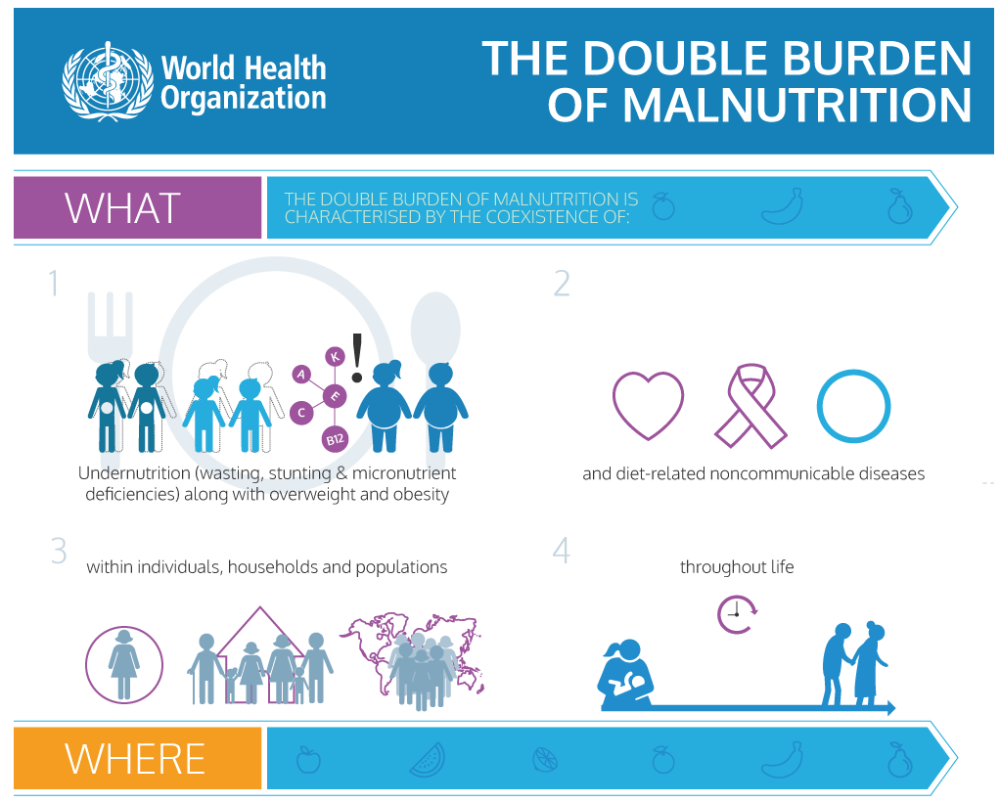 World Health
Organization
THE DOUBLE BURDEN
OF MALNUTRITION
WHAT
THE DOUBLE BURDEN OF MALNUTRITION IS
CHARACTERISED BY THE COEXISTENCE OF:
1
K
A
E
C
B12
!
Undernutrition (wasting, stunting & micronutrient
deficiencies) along with overweight and obesity
2
and diet-related noncommunicable diseases
3
within individuals, households and populations
4
throughout life
WHERE